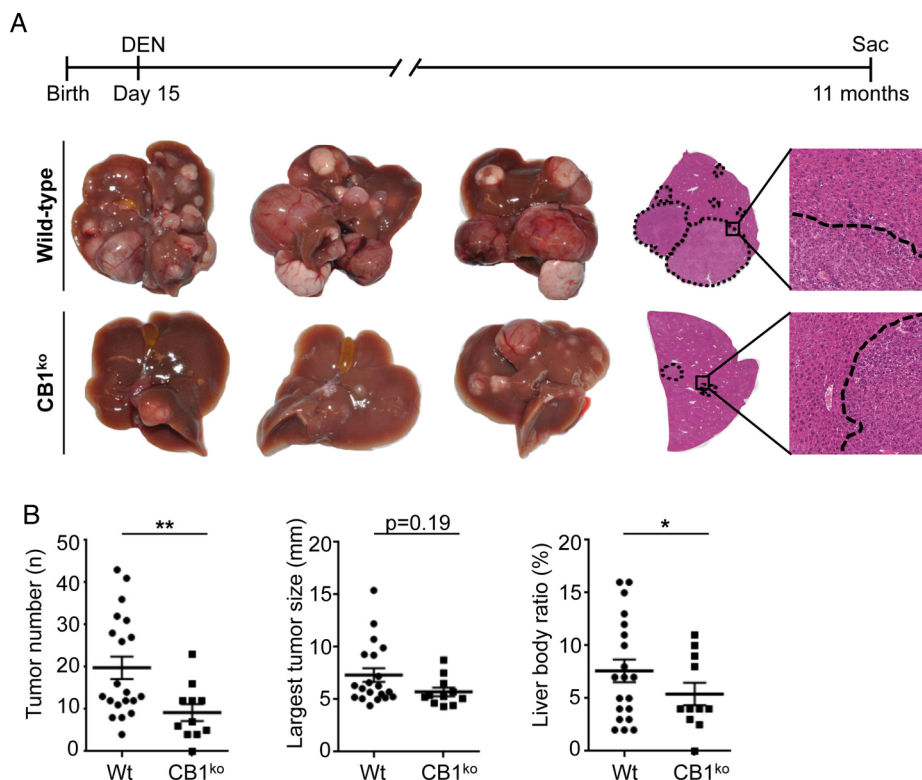 A
DEN
Sac
Birth
Day 15
11 months
Wild-type
CB1ᵏᵒ
B
**
p=0.19
*
Tumor number (n)
50
40
30
20
10
0
Wt
CB1ᵏᵒ
Largest tumor size (mm)
20
15
10
5
0
Wt
CB1ᵏᵒ
Liver body ratio (%)
20
15
10
5
0
Wt
CB1ᵏᵒ